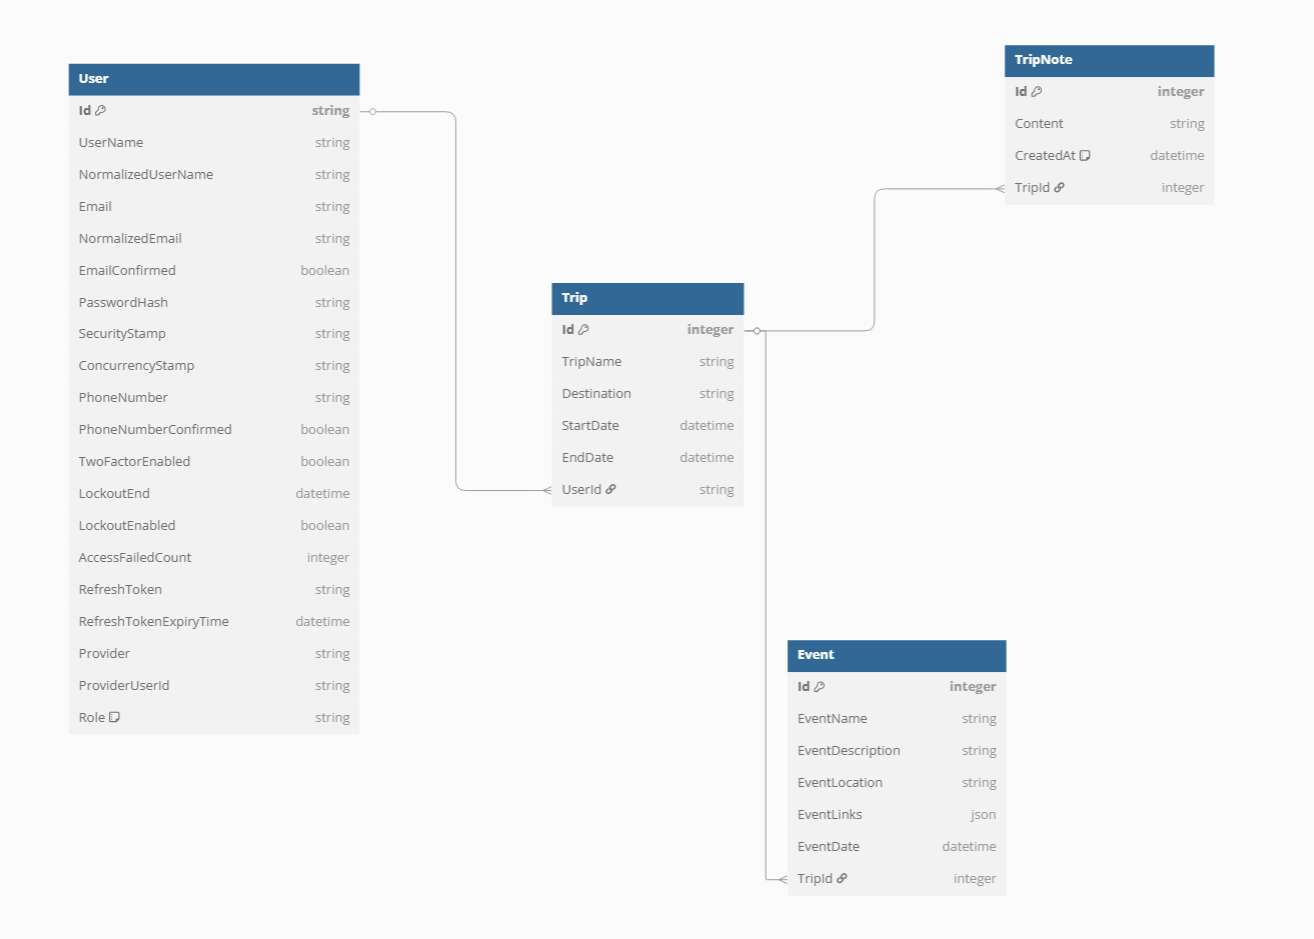 User
Id string
UserName string
NormalizedUserName string
Email string
NormalizedEmail string
EmailConfirmed boolean
PasswordHash string
SecurityStamp string
ConcurrencyStamp string
PhoneNumber string
PhoneNumberConfirmed boolean
TwoFactorEnabled boolean
LockoutEnd datetime
LockoutEnabled boolean
AccessFailedCount integer
RefreshToken string
RefreshTokenExpiryTime datetime
Provider string
ProviderUserId string
Role string
Trip
Id integer
TripName string
Destination string
StartDate datetime
EndDate datetime
UserId string
TripNote
Id integer
Content string
CreatedAt datetime
TripId integer
Event
Id integer
EventName string
EventDescription string
EventLocation string
EventLinks json
EventDate datetime
TripId integer